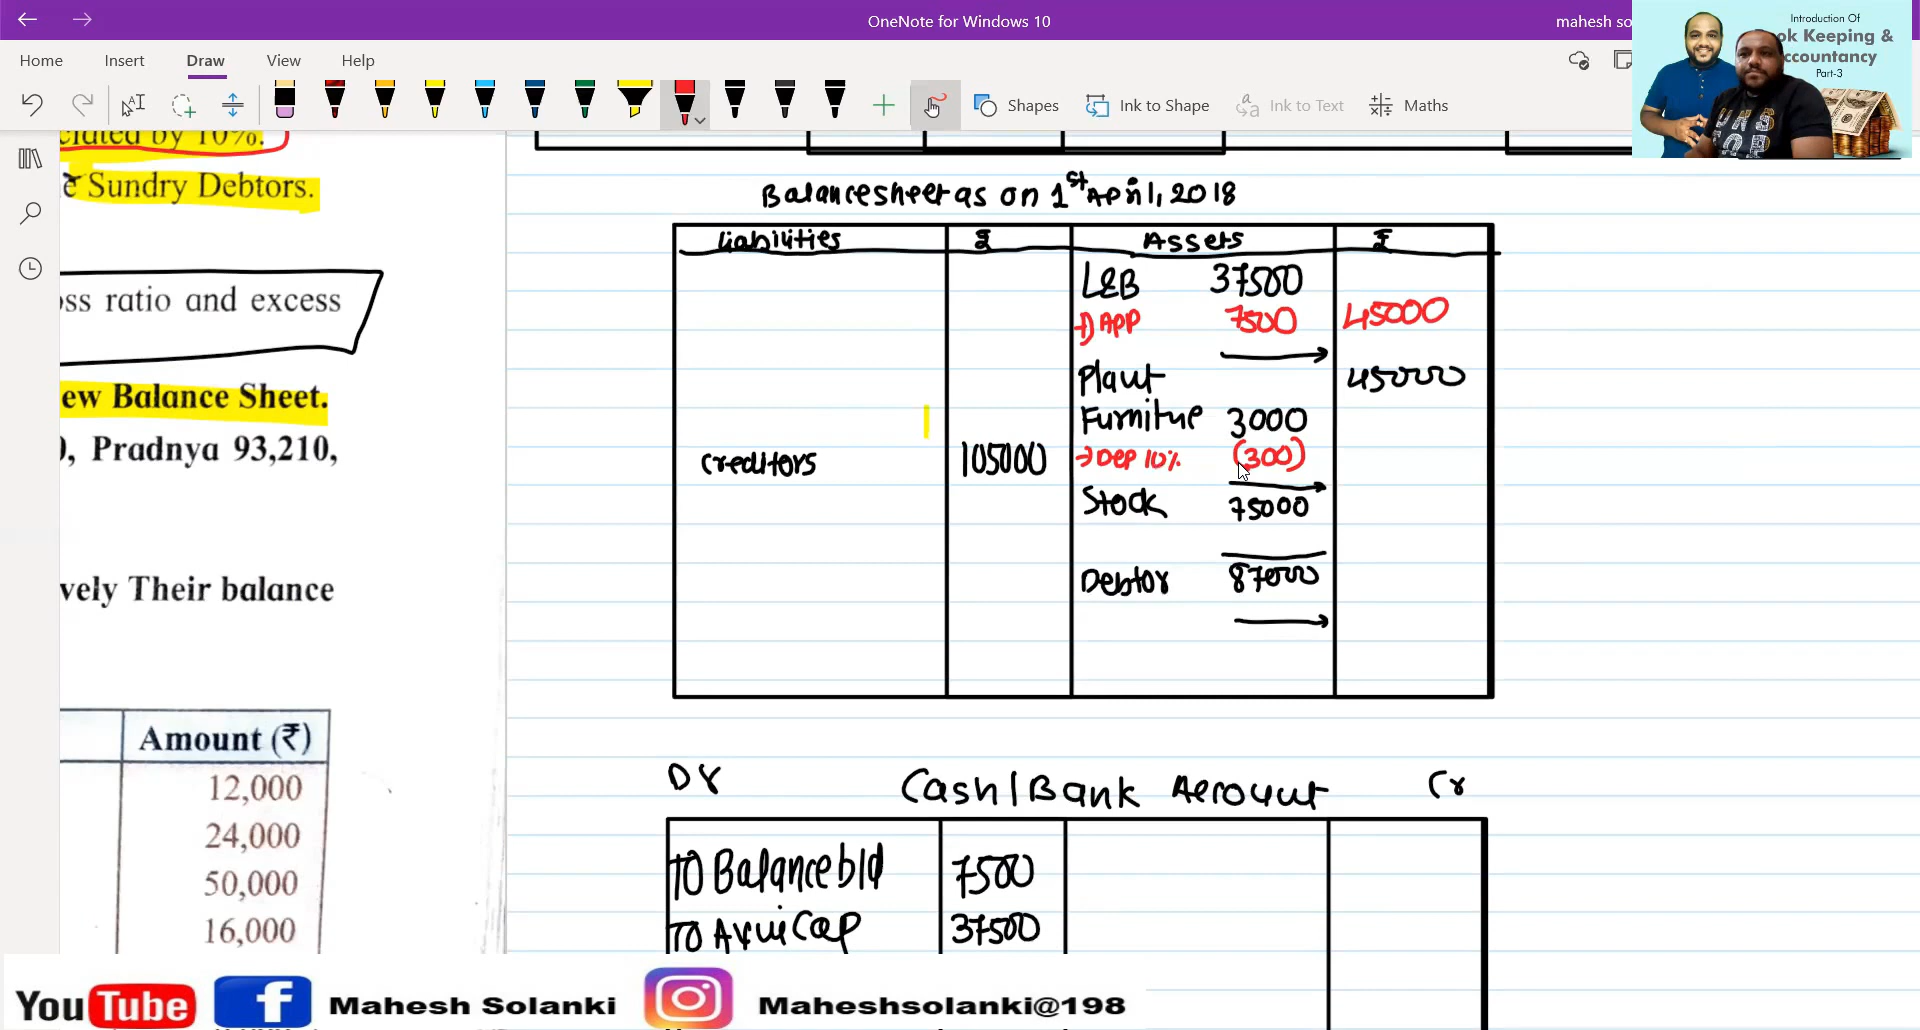 OneNote for Windows 10
mahesh so
Home Insert Draw View Help
Shapes Ink to Shape Ink to Text Maths
Introduction Of
ok Keeping &
ccountancy
Part-3
ciated by 10%.
e Sundry Debtors.
oss ratio and excess
ew Balance Sheet.
), Pradnya 93,210,
vely Their balance
Amount (₹)
12,000
24,000
50,000
16,000
Balancesheet as on 1st April, 2018
Liabilities ₹ Assets ₹
L&B 37500
+) APP 7500 45000
Plant 45000
Furniture 3000
creditors 105000 -) Dep 10% (300)
Stock 75000
Debtor 87000
Dr Cash/Bank Account Cr
To Balance b/d 7500
To Cap 37500
YouTube f Mahesh Solanki Maheshsolanki@198